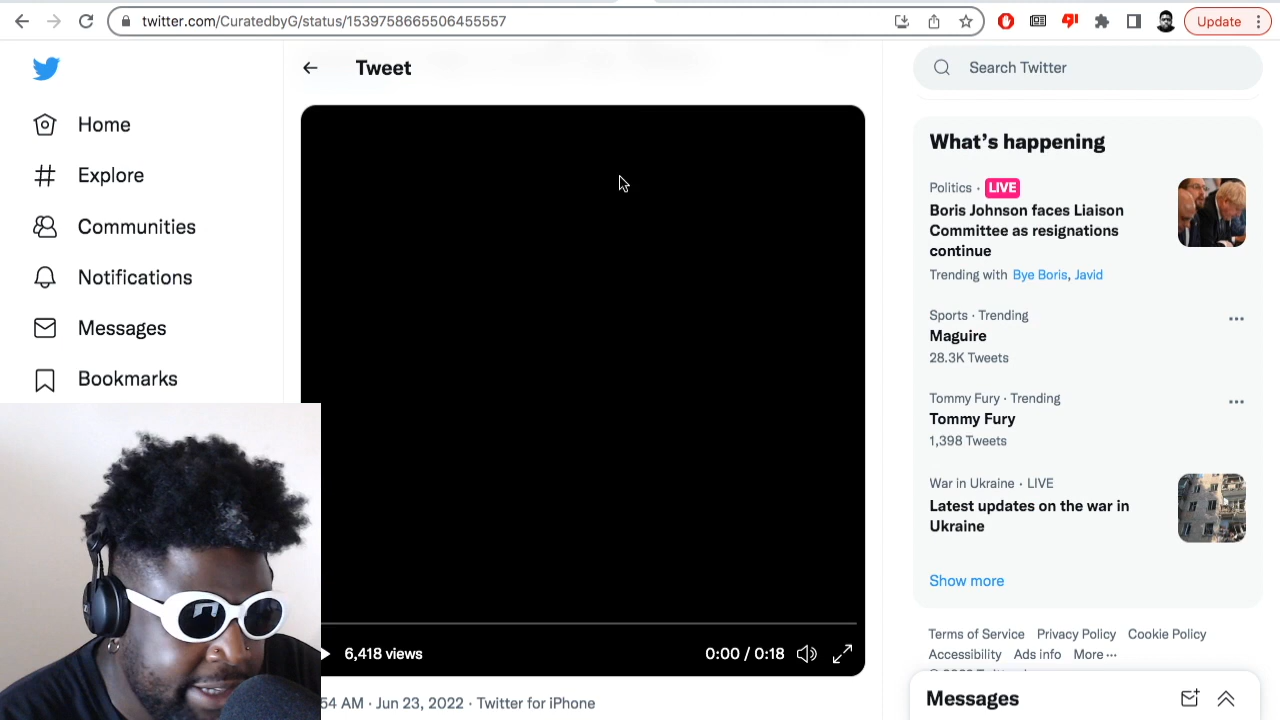 twitter.com/CuratedbyG/status/1539758665506455557
Update
Home
Explore
Communities
Notifications
Messages
Bookmarks
Tweet
6,418 views
0:00 / 0:18
54 AM · Jun 23, 2022 · Twitter for iPhone
Search Twitter
What's happening
Politics · LIVE
Boris Johnson faces Liaison
Committee as resignations
continue
Trending with Bye Boris, Javid
Sports · Trending
Maguire
28.3K Tweets
Tommy Fury · Trending
Tommy Fury
1,398 Tweets
War in Ukraine · LIVE
Latest updates on the war in
Ukraine
Show more
Terms of Service Privacy Policy Cookie Policy
Accessibility Ads info More ···
Messages